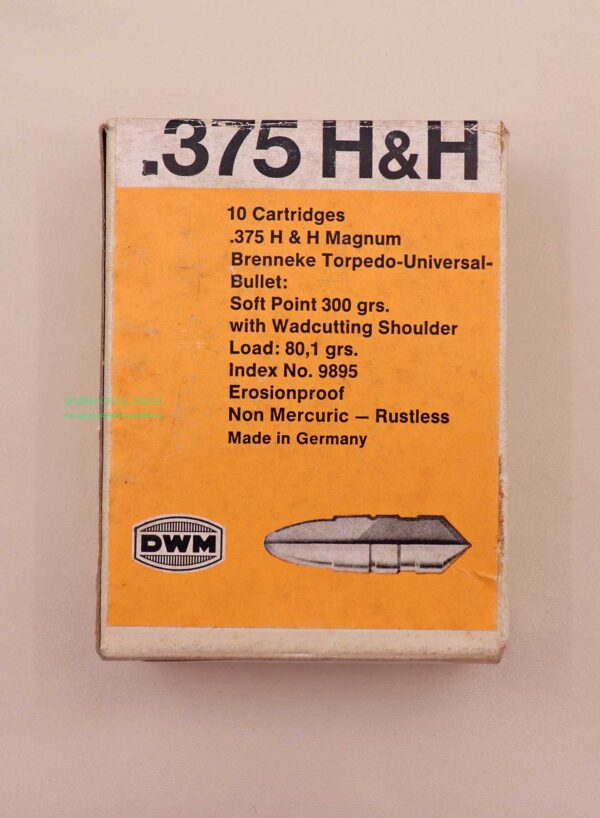 .375 H&H
10 Cartridges
.375 H & H Magnum
Brenneke Torpedo-Universal-
Bullet:
Soft Point 300 grs.
with Wadcutting Shoulder
Load: 80,1 grs.
Index No. 9895
Erosionproof
Non Mercuric – Rustless
Made in Germany
DWM